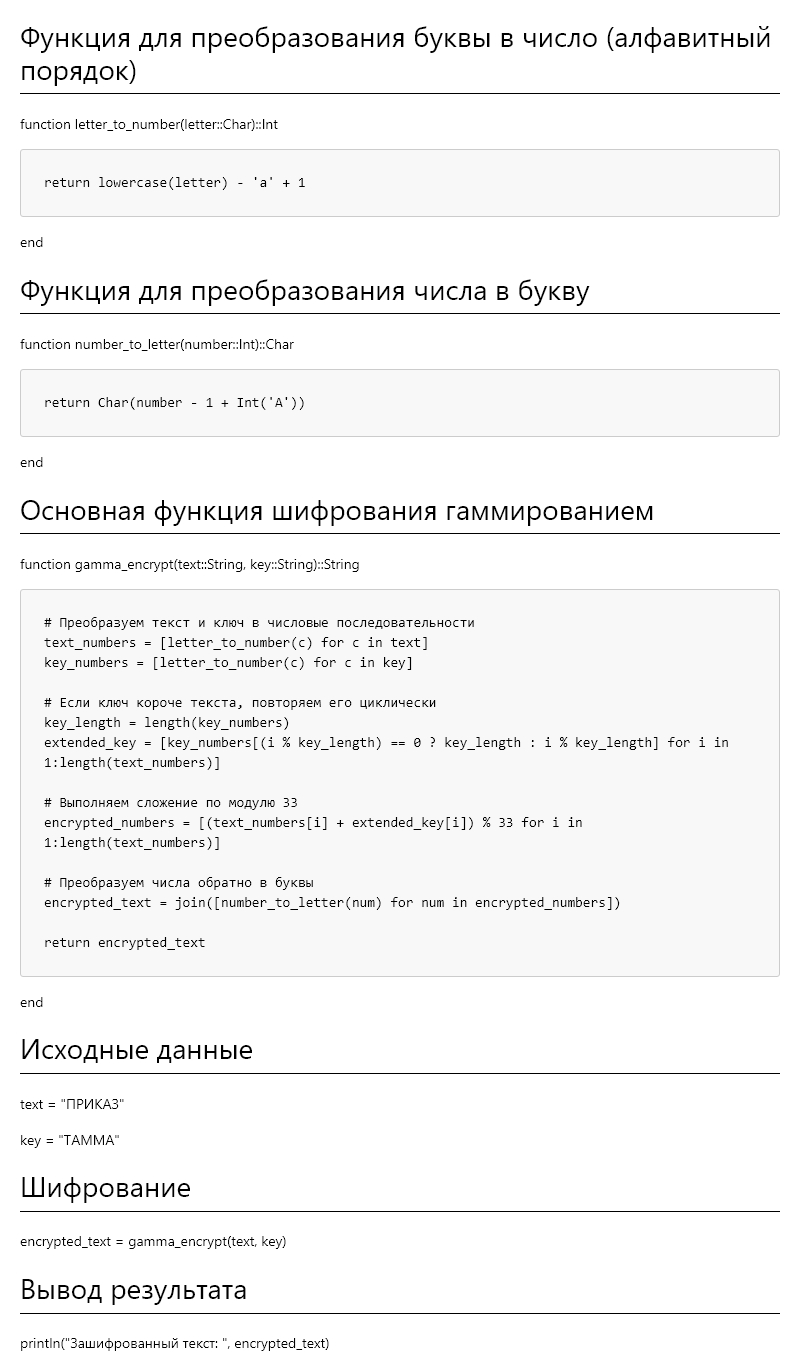 Функция для преобразования буквы в число (алфавитный
порядок)
function letter_to_number(letter::Char)::Int
return lowercase(letter) - 'a' + 1
end
Функция для преобразования числа в букву
function number_to_letter(number::Int)::Char
return Char(number - 1 + Int('A'))
end
Основная функция шифрования гаммированием
function gamma_encrypt(text::String, key::String)::String
# Преобразуем текст и ключ в числовые последовательности
text_numbers = [letter_to_number(c) for c in text]
key_numbers = [letter_to_number(c) for c in key]
# Если ключ короче текста, повторяем его циклически
key_length = length(key_numbers)
extended_key = [key_numbers[(i % key_length) == 0 ? key_length : i % key_length] for i in
1:length(text_numbers)]
# Выполняем сложение по модулю 33
encrypted_numbers = [(text_numbers[i] + extended_key[i]) % 33 for i in
1:length(text_numbers)]
# Преобразуем числа обратно в буквы
encrypted_text = join([number_to_letter(num) for num in encrypted_numbers])
return encrypted_text
end
Исходные данные
text = "ПРИКАЗ"
key = "ТАММА"
Шифрование
encrypted_text = gamma_encrypt(text, key)
Вывод результата
println("Зашифрованный текст: ", encrypted_text)